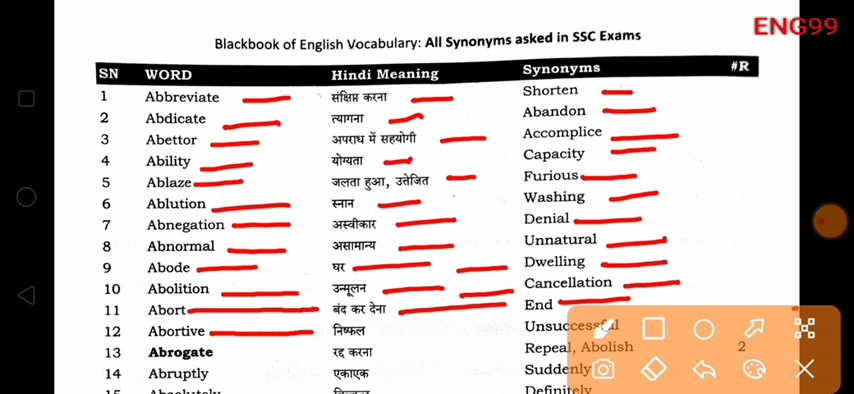 ENG99
Blackbook of English Vocabulary: All Synonyms asked in SSC Exams
SN WORD Hindi Meaning Synonyms #R
1 Abbreviate संक्षिप्त करना Shorten
2 Abdicate त्यागना Abandon
3 Abettor अपराध में सहयोगी Accomplice
4 Ability योग्यता Capacity
5 Ablaze जलता हुआ, उत्तेजित Furious
6 Ablution स्नान Washing
7 Abnegation अस्वीकार Denial
8 Abnormal असामान्य Unnatural
9 Abode घर Dwelling
10 Abolition उन्मूलन Cancellation
11 Abort बंद कर देना End
12 Abortive निष्फल Unsuccessful
13 Abrogate रद्द करना Repeal, Abolish 2
14 Abruptly एकाएक Suddenly
15 Absolutely Definitely